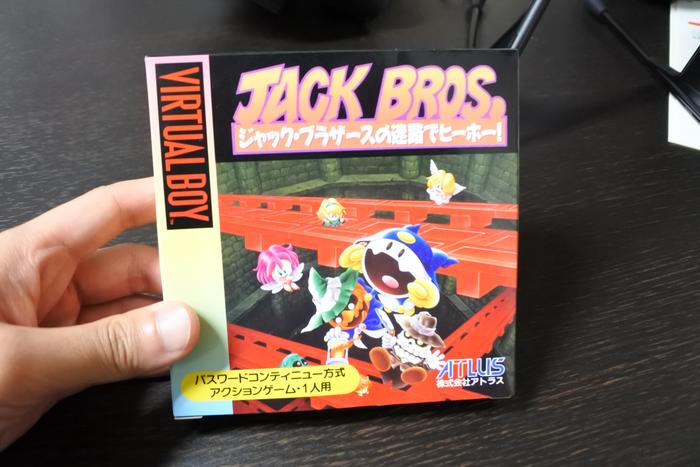 VIRTUAL BOY™
JACK BROS.
ジャック・ブラザースの迷路でヒーホー!
パスワードコンティニュー方式
アクションゲーム・1人用
ATLUS
株式会社アトラス